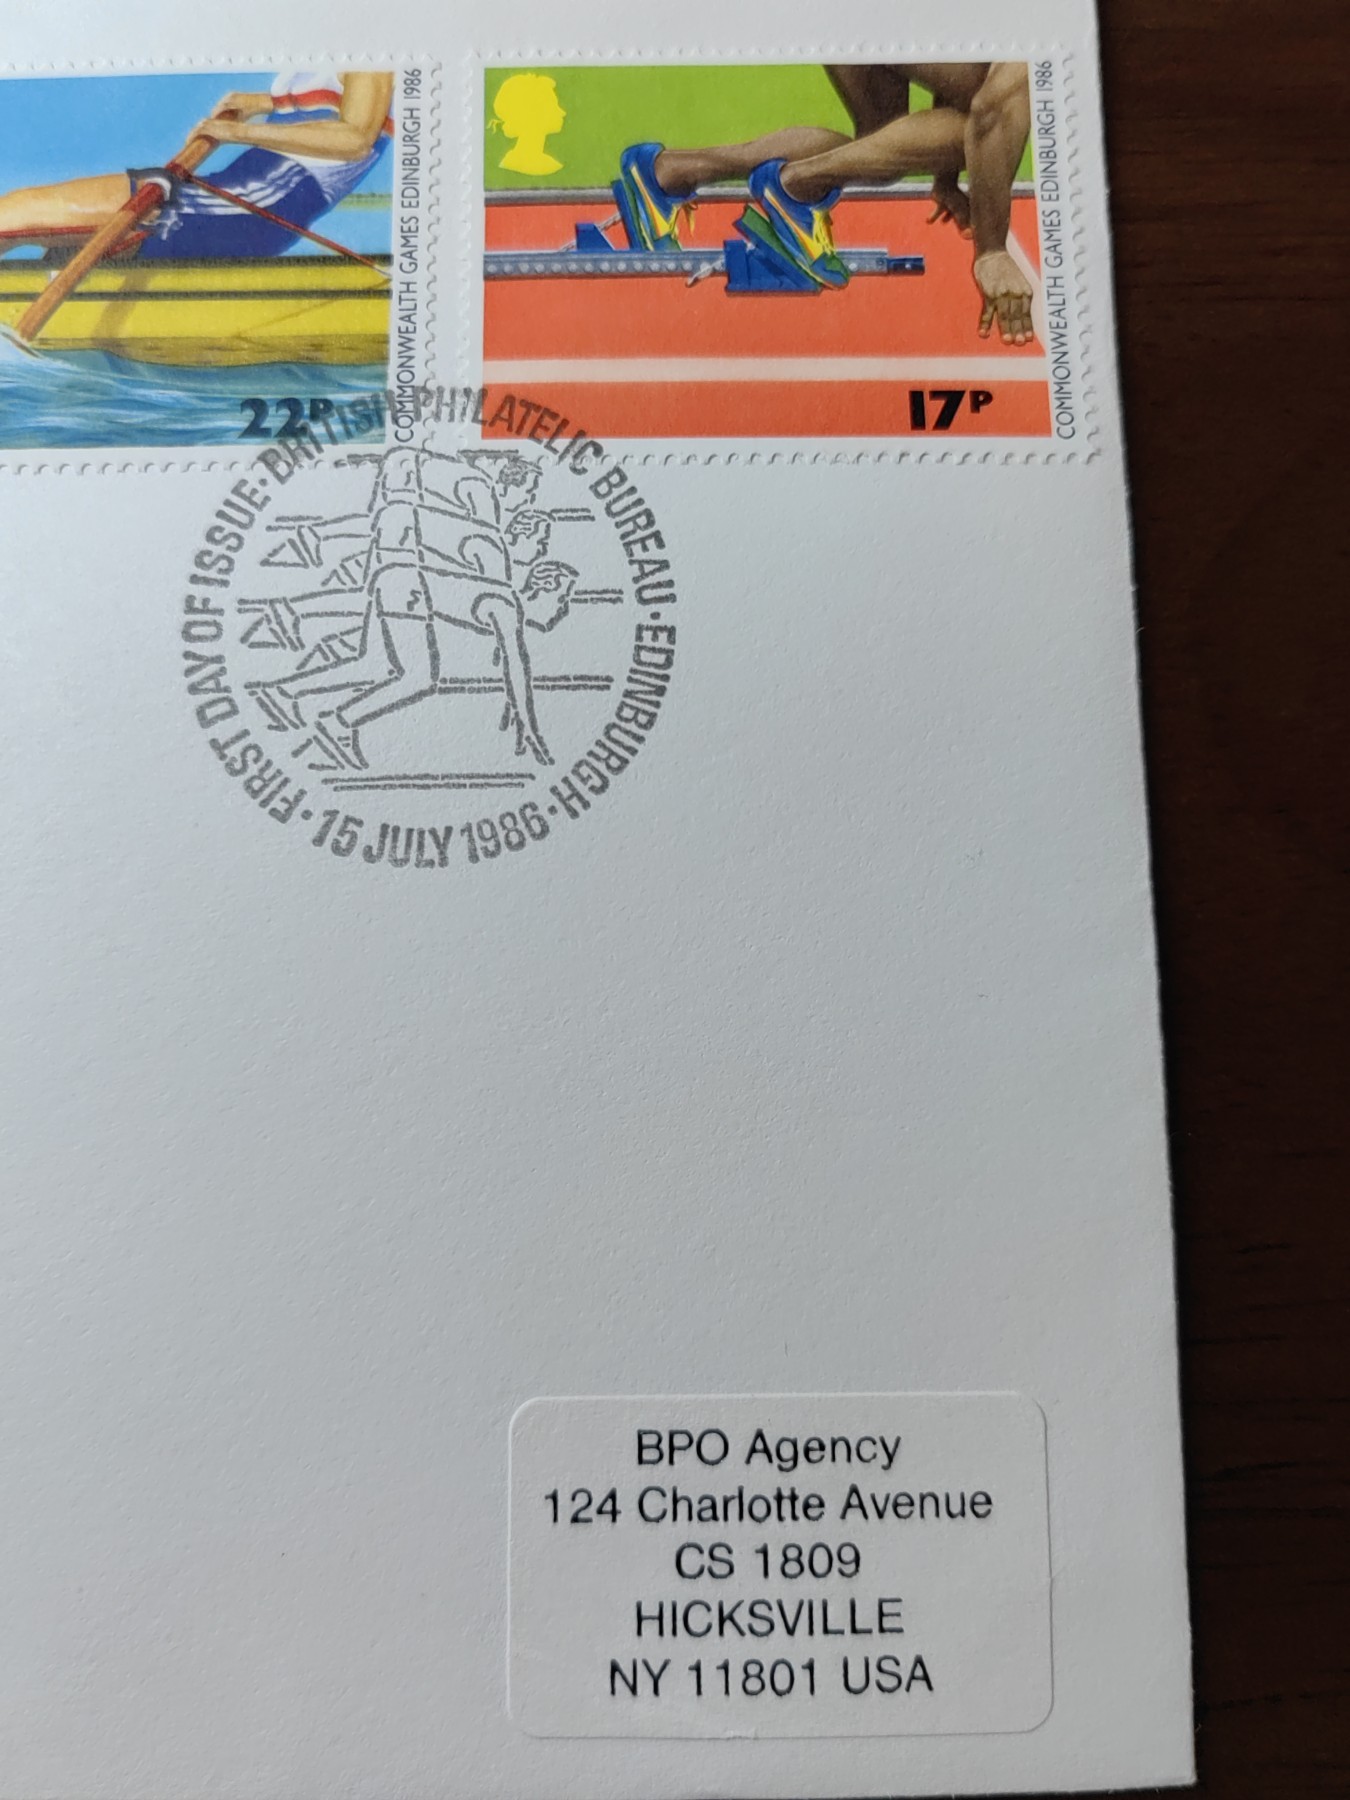 COMMONWEALTH GAMES EDINBURGH 1986
22P
COMMONWEALTH GAMES EDINBURGH 1986
17P
FIRST DAY OF ISSUE · BRITISH PHILATELIC BUREAU · EDINBURGH ·
15 JULY 1986 ·
BPO Agency
124 Charlotte Avenue
CS 1809
HICKSVILLE
NY 11801 USA